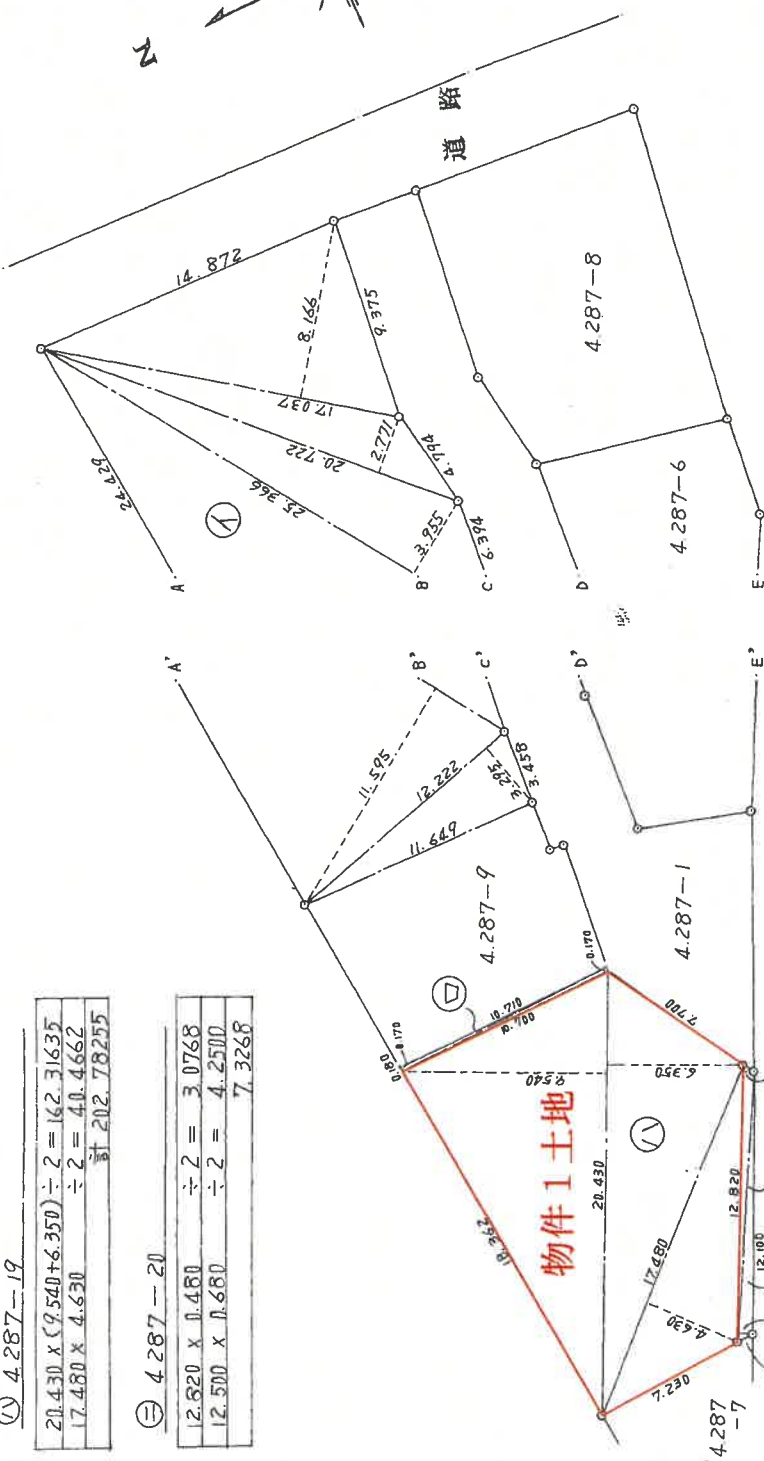 ㋩ 4.287-19
20.430 x (9.540+6.350) ÷ 2 = 162.31635
17.480 x 4.630 ÷ 2 = 40.4662
計 202.78255
㊁ 4.287-20
12.820 x 0.480 ÷ 2 = 3.0768
12.500 x 0.680 ÷ 2 = 4.2500
7.3268
N
道路
14.872
8.166
9.375
17.037
2.771
20.722
4.794
25.366
3.955
6.394
24.429
㋑
4.287-8
4.287-6
A
B
C
D
E
A'
B'
C'
D'
E'
11.595
12.222
3.295
3.458
11.649
4.287-9
㋺
4.287-1
0.170
0.180
0.170
10.710
10.700
9.540
6.350
7.700
物件1土地
㋩
20.430
18.362
17.480
4.630
12.820
12.100
7.230
4.287
-7